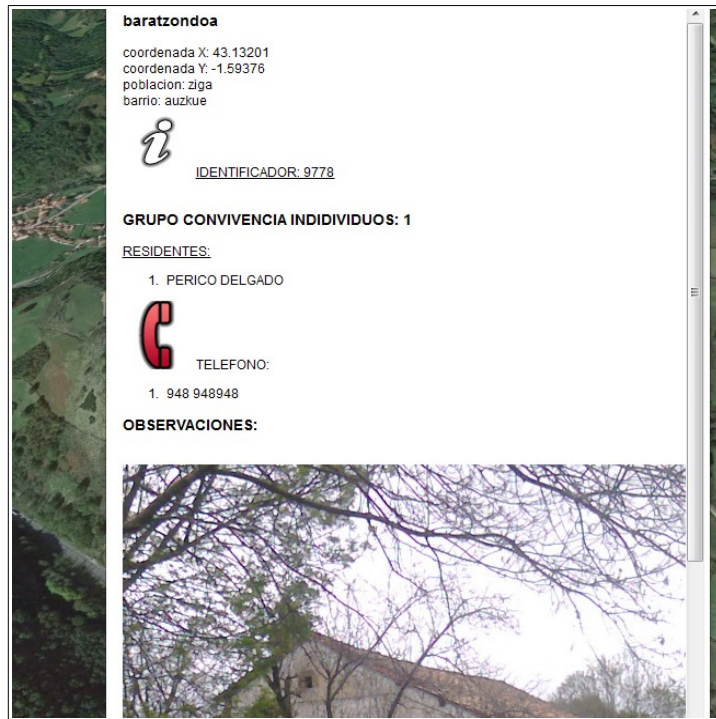 baratzondoa
coordenada X: 43.13201
coordenada Y: -1.59376
poblacion: ziga
barrio: auzkue
IDENTIFICADOR: 9778
GRUPO CONVIVENCIA INDIDIVIDUOS: 1
RESIDENTES:
1. PERICO DELGADO
TELEFONO:
1. 948 948948
OBSERVACIONES: